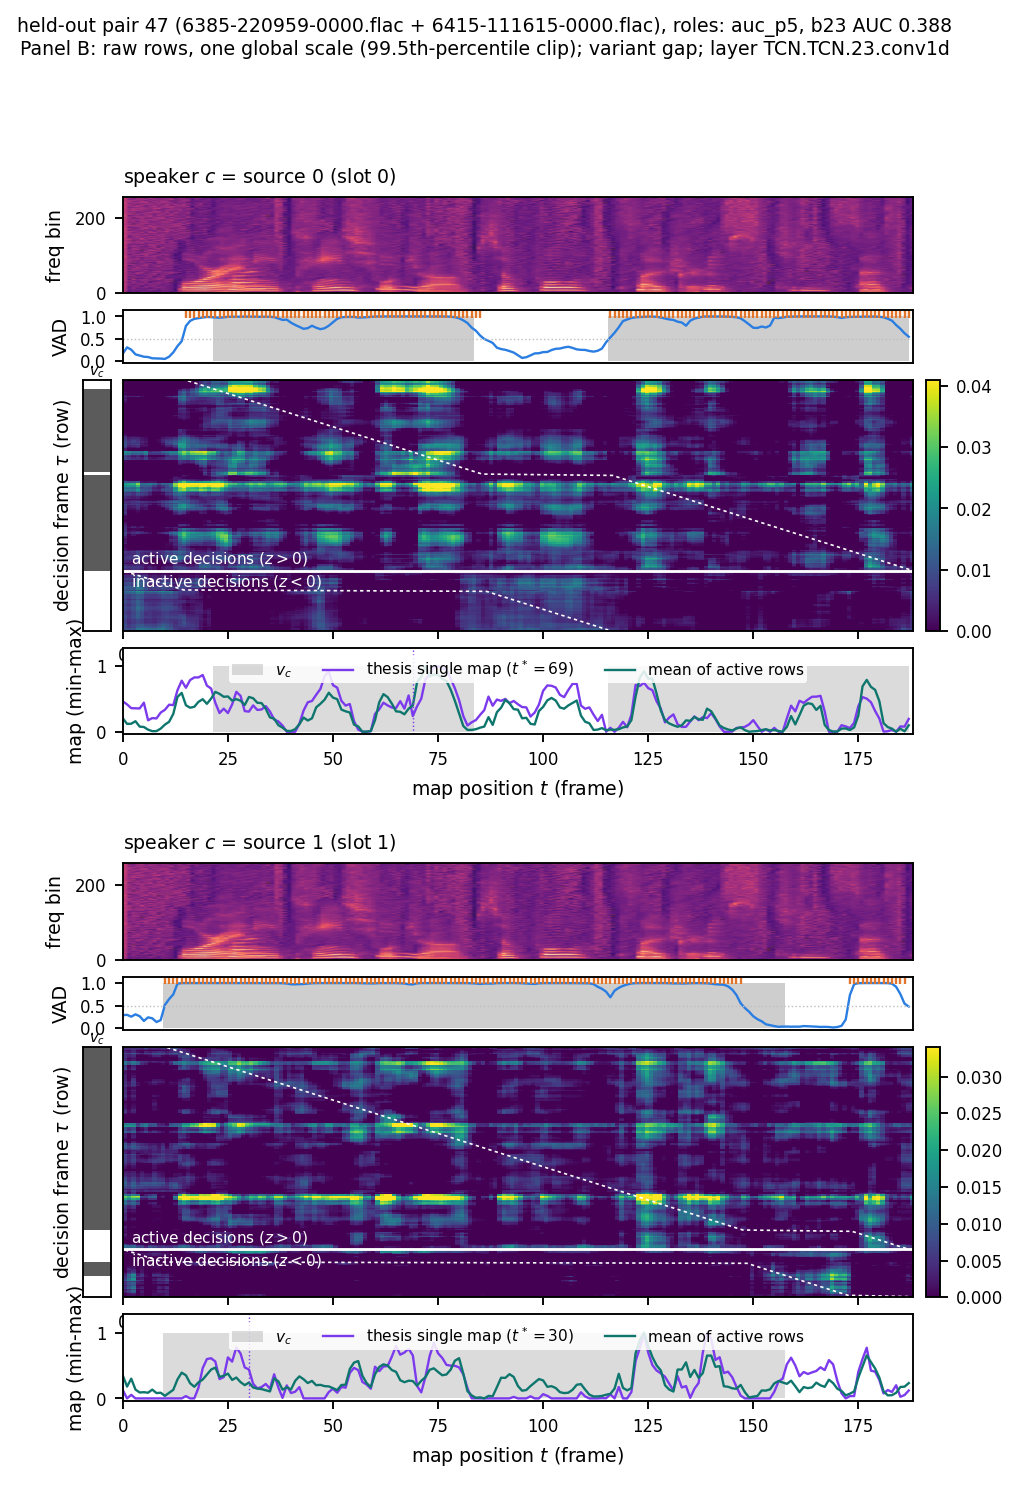 held-out pair 47 (6385-220959-0000.flac + 6415-111615-0000.flac), roles: auc_p5, b23 AUC 0.388
Panel B: raw rows, one global scale (99.5th-percentile clip); variant gap; layer TCN.TCN.23.conv1d
speaker c = source 0 (slot 0)
freq bin
200
0
VAD
1.0
0.5
0.0
v_c
decision frame τ (row)
active decisions (z > 0)
inactive decisions (z < 0)
0.04
0.03
0.02
0.01
0.00
map (min-max)
1
0
v_c
thesis single map (t* = 69)
mean of active rows
0 25 50 75 100 125 150 175
map position t (frame)
speaker c = source 1 (slot 1)
freq bin
200
0
VAD
1.0
0.5
0.0
v_c
decision frame τ (row)
active decisions (z > 0)
inactive decisions (z < 0)
0.030
0.025
0.020
0.015
0.010
0.005
0.000
map (min-max)
1
0
v_c
thesis single map (t* = 30)
mean of active rows
0 25 50 75 100 125 150 175
map position t (frame)